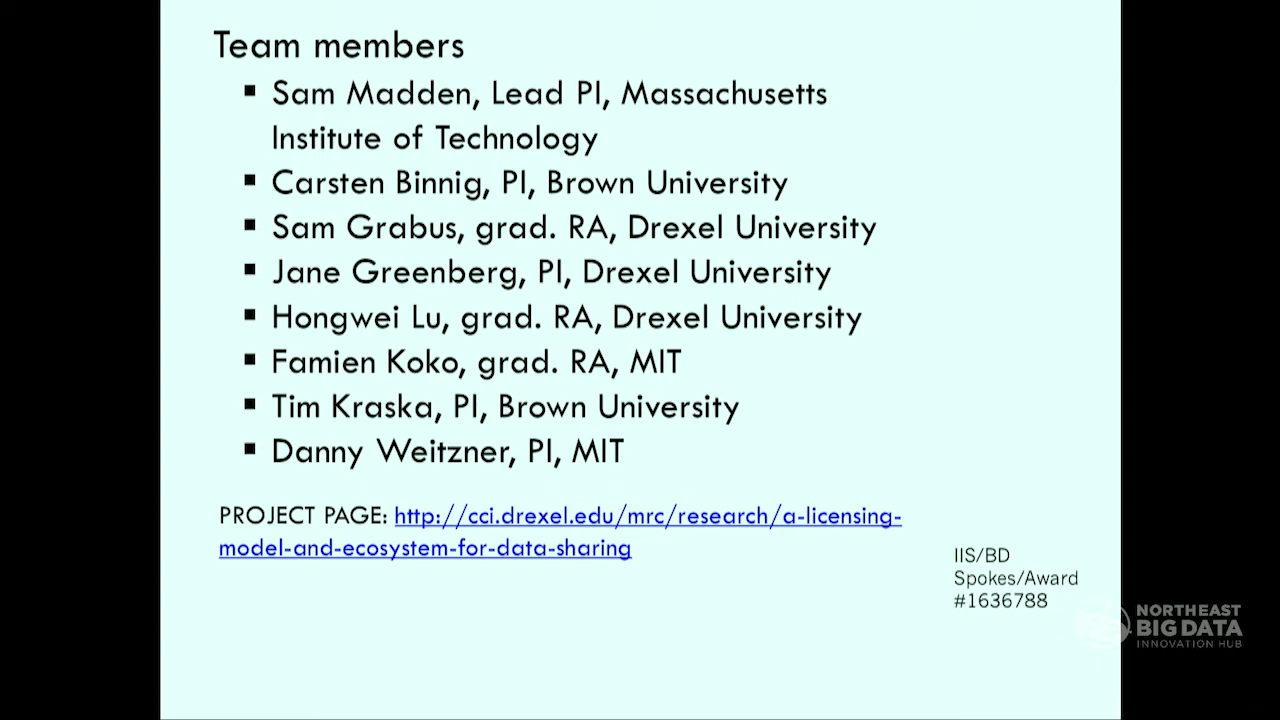 Team members
▪ Sam Madden, Lead PI, Massachusetts
Institute of Technology
▪ Carsten Binnig, PI, Brown University
▪ Sam Grabus, grad. RA, Drexel University
▪ Jane Greenberg, PI, Drexel University
▪ Hongwei Lu, grad. RA, Drexel University
▪ Famien Koko, grad. RA, MIT
▪ Tim Kraska, PI, Brown University
▪ Danny Weitzner, PI, MIT
PROJECT PAGE: http://cci.drexel.edu/mrc/research/a-licensing-
model-and-ecosystem-for-data-sharing
IIS/BD
Spokes/Award
#1636788
NORTHEAST
BIG DATA
INNOVATION HUB